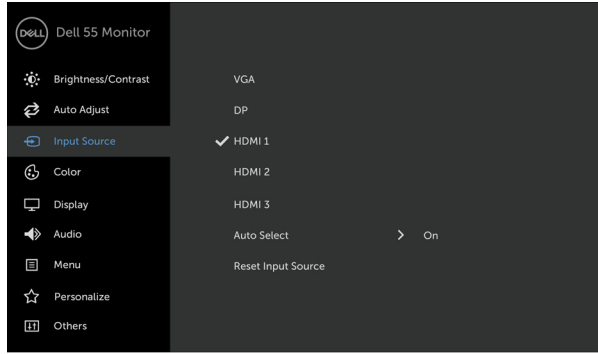 DELL Dell 55 Monitor
Brightness/Contrast
Auto Adjust
Input Source
Color
Display
Audio
Menu
Personalize
Others
VGA
DP
HDMI 1
HDMI 2
HDMI 3
Auto Select On
Reset Input Source